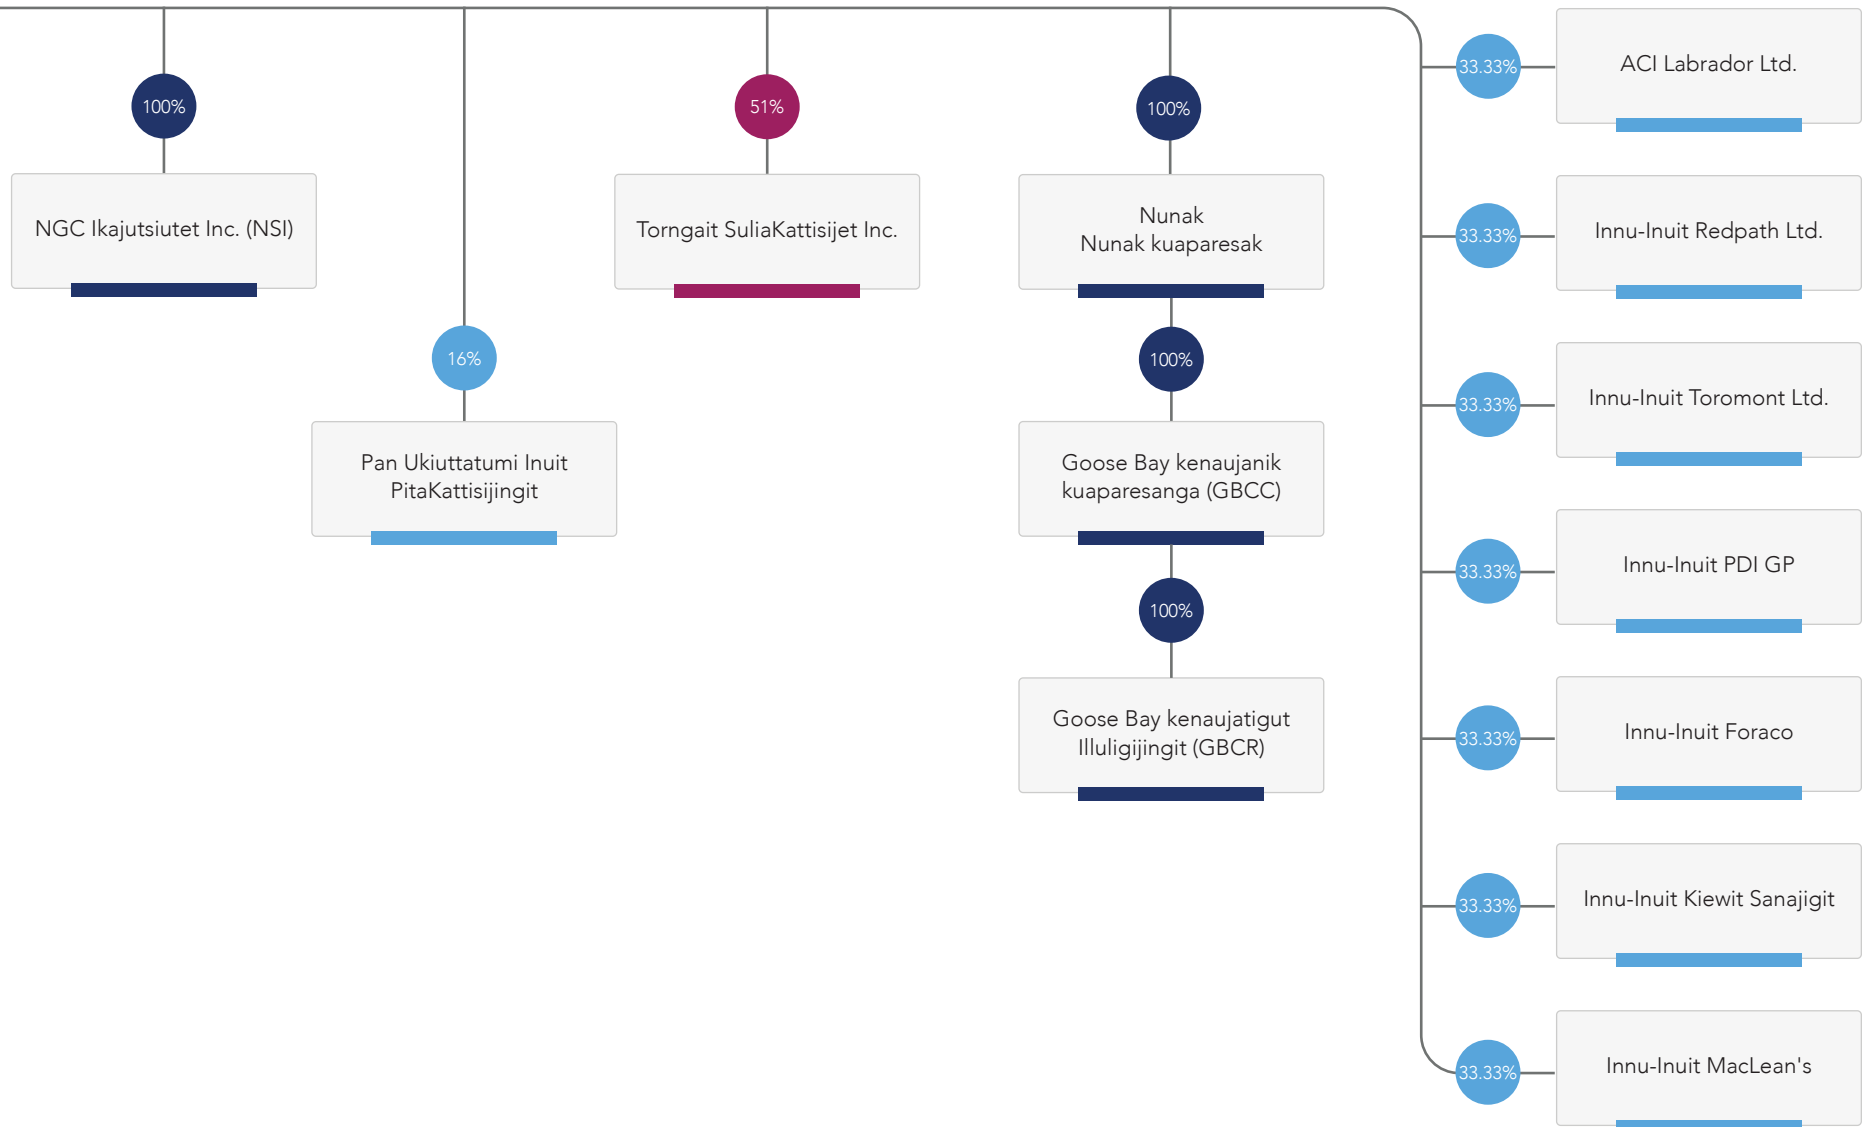 100%
NGC Ikajutsiutet Inc. (NSI)
16%
Pan Ukiuttatumi Inuit
PitaKattisijingit
51%
Torngait SuliaKattisijet Inc.
100%
Nunak
Nunak kuaparesak
100%
Goose Bay kenaujanik
kuaparesanga (GBCC)
100%
Goose Bay kenaujatigut
Illuligijingit (GBCR)
33.33%
ACI Labrador Ltd.
33.33%
Innu-Inuit Redpath Ltd.
33.33%
Innu-Inuit Toromont Ltd.
33.33%
Innu-Inuit PDI GP
33.33%
Innu-Inuit Foraco
33.33%
Innu-Inuit Kiewit Sanajigit
33.33%
Innu-Inuit MacLean's